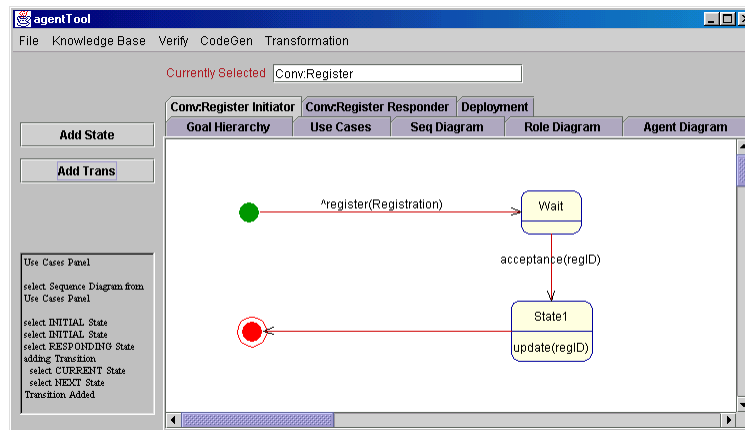 agentTool
File Knowledge Base Verify CodeGen Transformation
Currently Selected Conv:Register
Conv:Register Initiator Conv:Register Responder Deployment
Goal Hierarchy Use Cases Seq Diagram Role Diagram Agent Diagram
Add State
Add Trans
^register(Registration)
Wait
acceptance(regID)
State1
update(regID)
Use Cases Panel
select Sequence Diagram from
Use Cases Panel
select INITIAL State
select INITIAL State
select RESPONDING State
adding Transition
select CURRENT State
select NEXT State
Transition Added